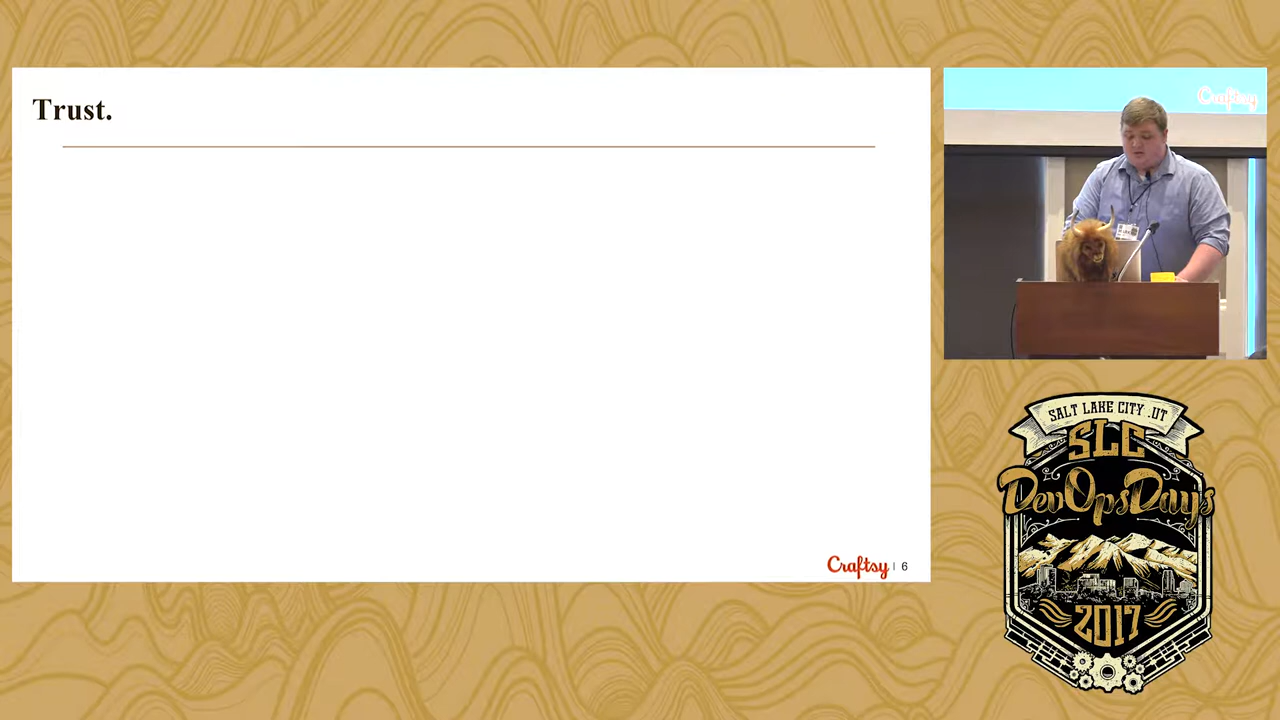 Trust.
Craftsy | 6
Craftsy
SALT LAKE CITY .UT
SLC
DevOpsDays
2017